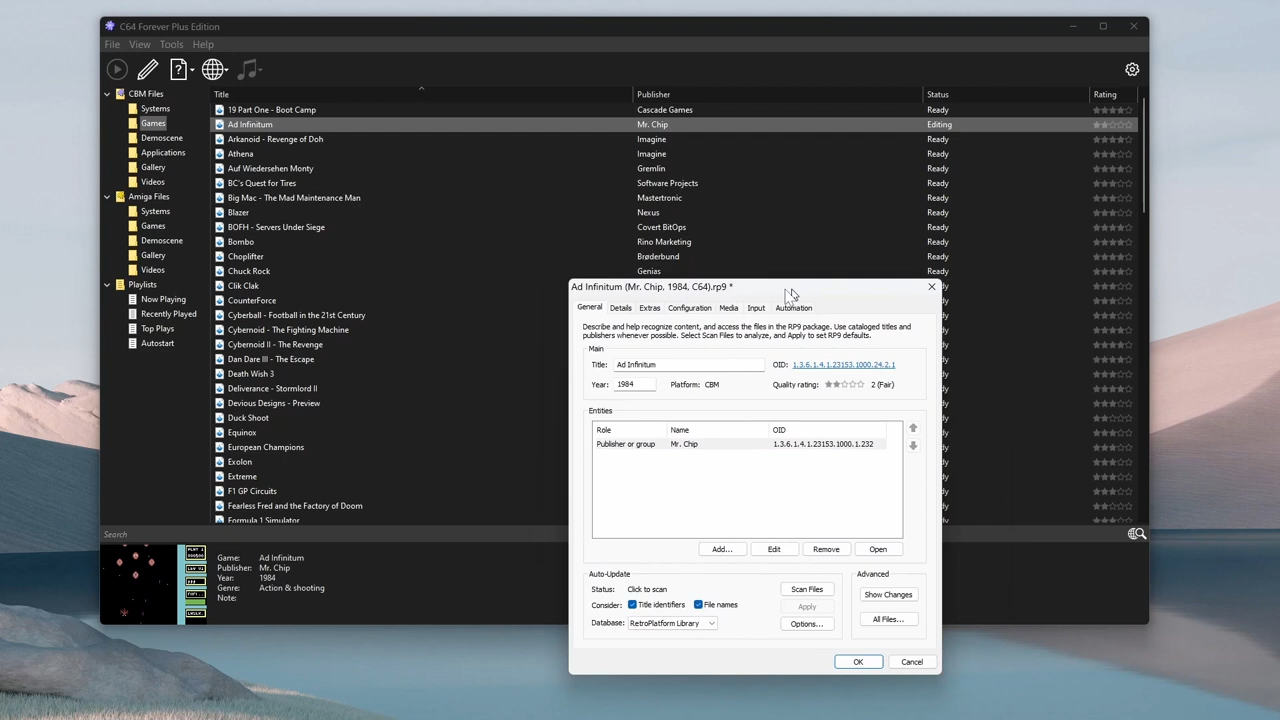 C64 Forever Plus Edition
File View Tools Help
CBM Files
Systems
Games
Demoscene
Applications
Gallery
Videos
Amiga Files
Systems
Games
Demoscene
Gallery
Videos
Playlists
Now Playing
Recently Played
Top Plays
Autostart
Title Publisher Status Rating
19 Part One - Boot Camp Cascade Games Ready
Ad Infinitum Mr. Chip Editing
Arkanoid - Revenge of Doh Imagine Ready
Athena Imagine Ready
Auf Wiedersehen Monty Gremlin Ready
BC's Quest for Tires Software Projects Ready
Big Mac - The Mad Maintenance Man Mastertronic Ready
Blazer Nexus Ready
BOFH - Servers Under Siege Covert BitOps Ready
Bombo Rino Marketing Ready
Choplifter Brøderbund Ready
Chuck Rock Genias Ready
Clik Clak
CounterForce
Cyberball - Football in the 21st Century
Cybernoid - The Fighting Machine
Cybernoid II - The Revenge
Dan Dare III - The Escape
Death Wish 3
Deliverance - Stormlord II
Devious Designs - Preview
Duck Shoot
Equinox
European Champions
Exolon
Extreme
F1 GP Circuits
Fearless Fred and the Factory of Doom
Formula 1 Simulator
Search
Game: Ad Infinitum
Publisher: Mr. Chip
Year: 1984
Genre: Action & shooting
Note:
Ad Infinitum (Mr. Chip, 1984, C64).rp9 *
General Details Extras Configuration Media Input Automation
Describe and help recognize content, and access the files in the RP9 package. Use cataloged titles and
publishers whenever possible. Select Scan Files to analyze, and Apply to set RP9 defaults.
Main
Title: Ad Infinitum OID: 1.3.6.1.4.1.23153.1000.24.2.1
Year: 1984 Platform: CBM Quality rating: 2 (Fair)
Entities
Role Name OID
Publisher or group Mr. Chip 1.3.6.1.4.1.23153.1000.1.232
Add... Edit Remove Open
Auto-Update
Status: Click to scan Scan Files
Consider: Title identifiers File names Apply
Database: RetroPlatform Library Options...
Advanced
Show Changes
All Files...
OK Cancel